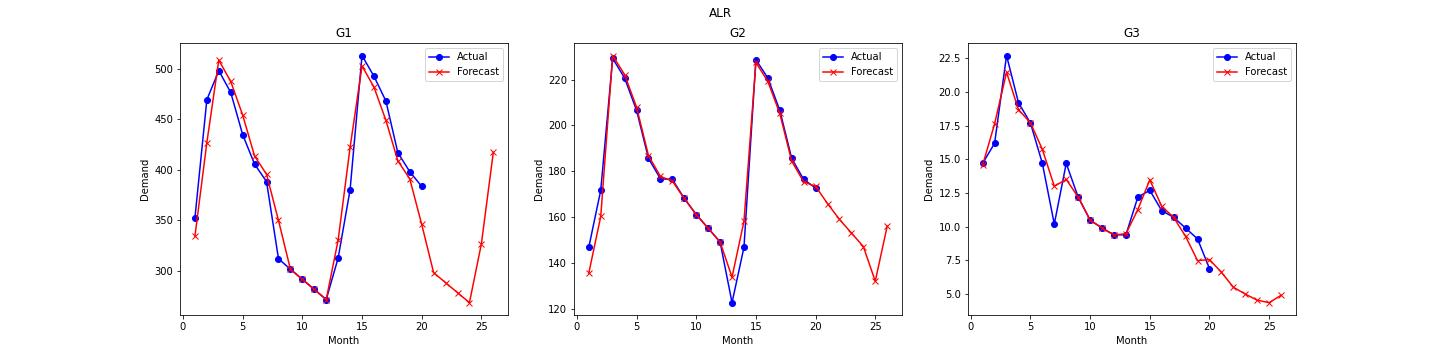 ALR
G1
Actual
Forecast
500
450
400
350
300
Demand
0 5 10 15 20 25
Month
G2
Actual
Forecast
220
200
180
160
140
120
Demand
0 5 10 15 20 25
Month
G3
Actual
Forecast
22.5
20.0
17.5
15.0
12.5
10.0
7.5
5.0
Demand
0 5 10 15 20 25
Month